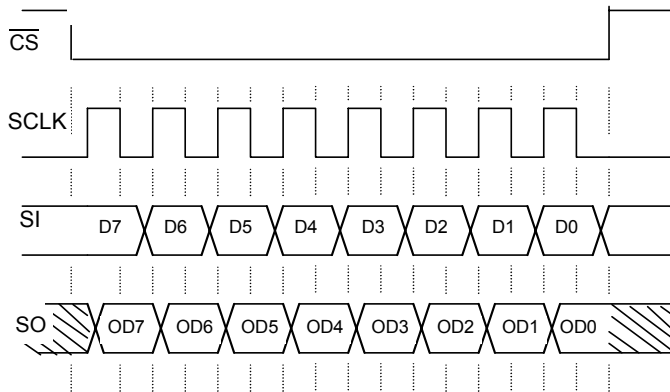 C̅S̅
SCLK
SI D7 D6 D5 D4 D3 D2 D1 D0
SO OD7 OD6 OD5 OD4 OD3 OD2 OD1 OD0